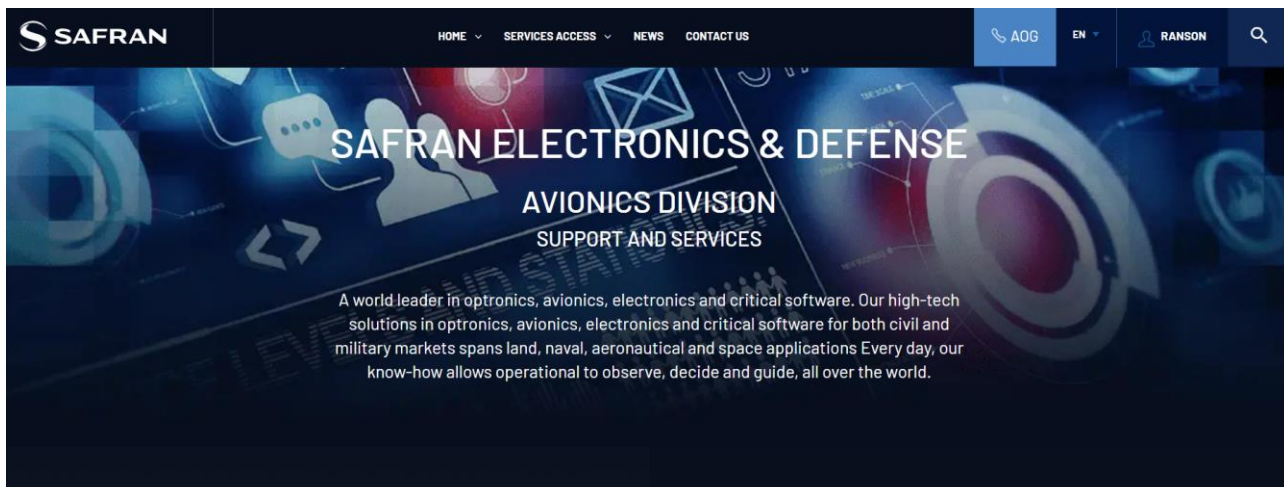 SAFRAN
HOME
SERVICES ACCESS
NEWS
CONTACT US
AOG
EN
RANSON
SAFRAN ELECTRONICS & DEFENSE
AVIONICS DIVISION
SUPPORT AND SERVICES
A world leader in optronics, avionics, electronics and critical software. Our high-tech
solutions in optronics, avionics, electronics and critical software for both civil and
military markets spans land, naval, aeronautical and space applications Every day, our
know-how allows operational to observe, decide and guide, all over the world.
LEVELS AND STATISTICS